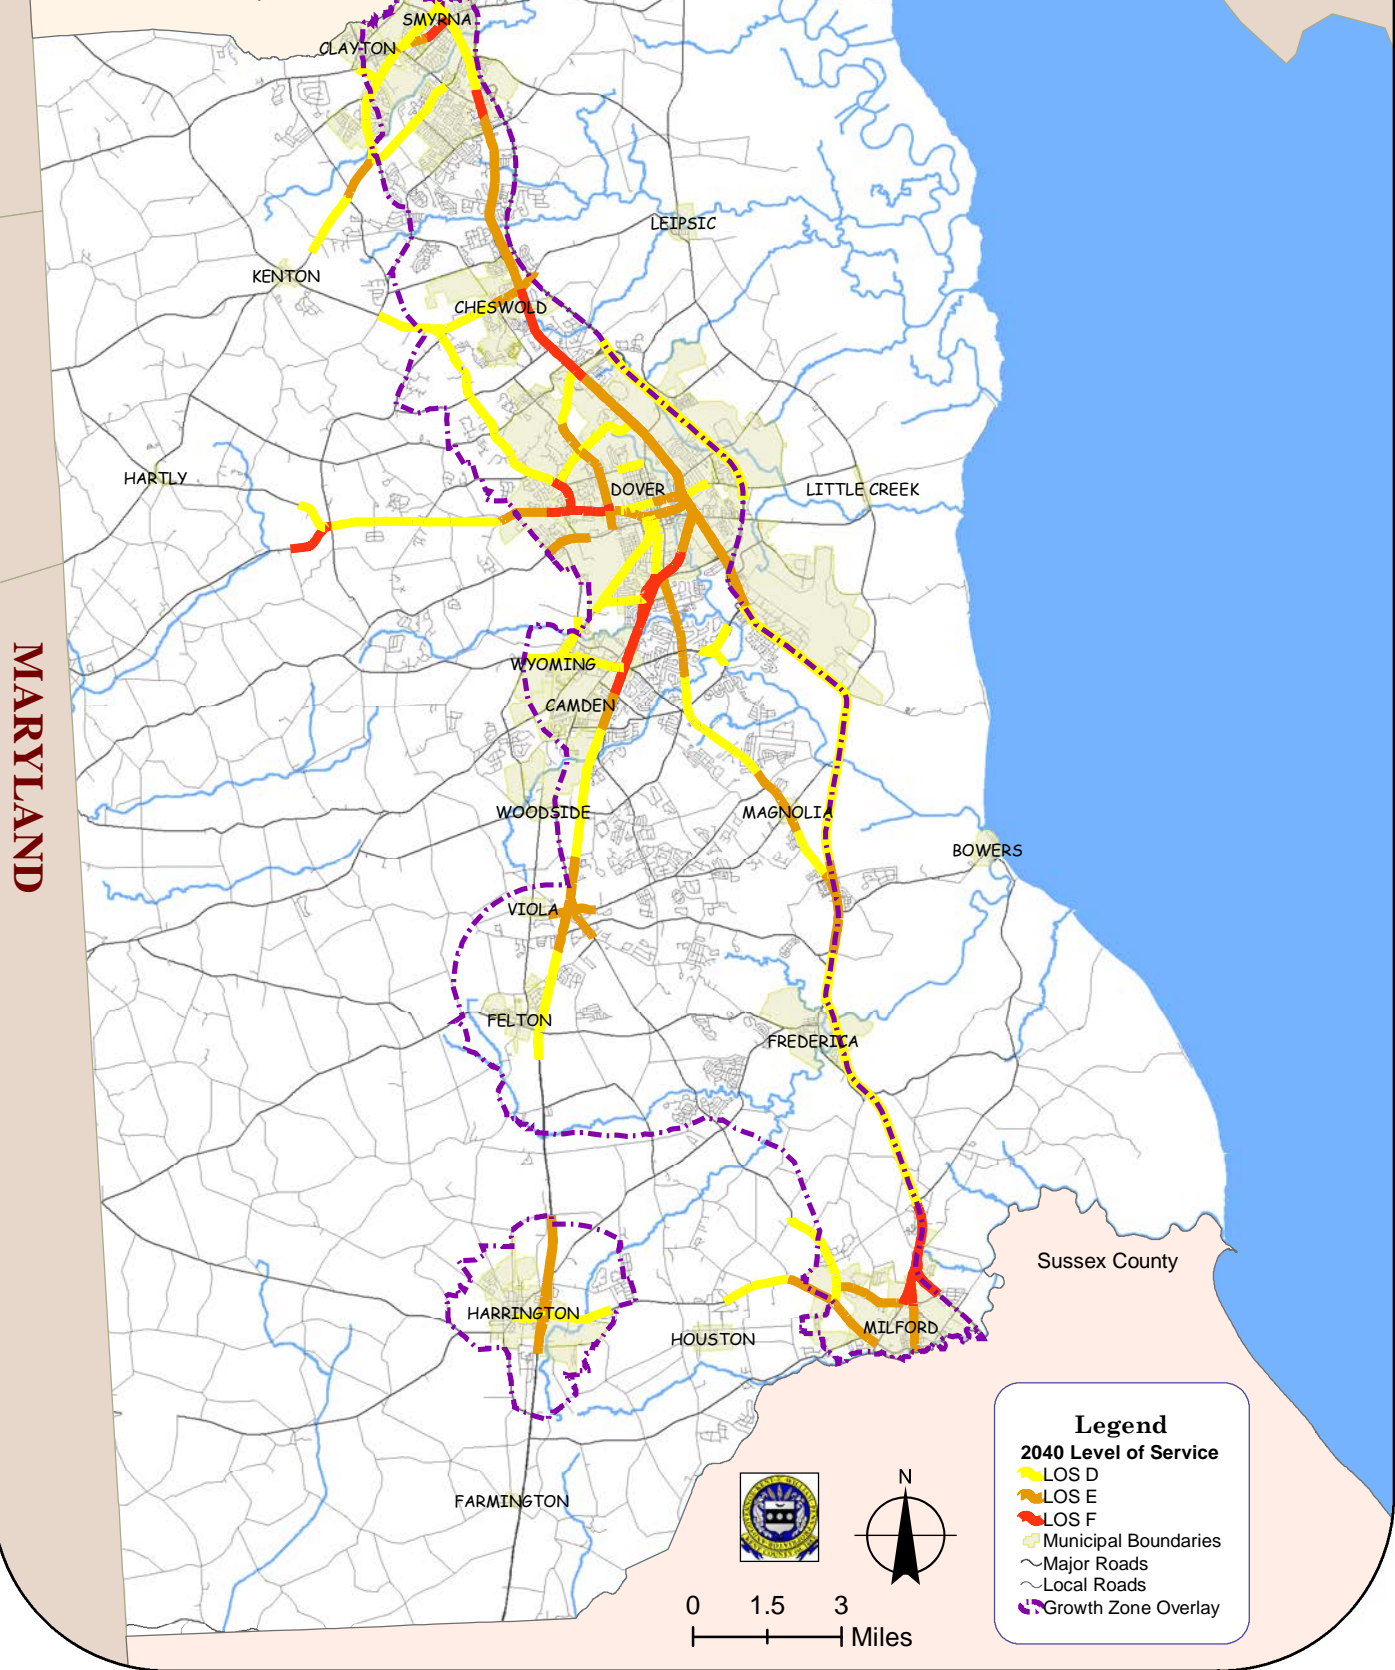 SMYRNA
CLAYTON
LEIPSIC
KENTON
CHESWOLD
HARTLY
DOVER
LITTLE CREEK
MARYLAND
WYOMING
CAMDEN
WOODSIDE
MAGNOLIA
BOWERS
VIOLA
FELTON
FREDERICA
Sussex County
HARRINGTON
HOUSTON
MILFORD
FARMINGTON
N
0 1.5 3
Miles
Legend
2040 Level of Service
LOS D
LOS E
LOS F
Municipal Boundaries
Major Roads
Local Roads
Growth Zone Overlay